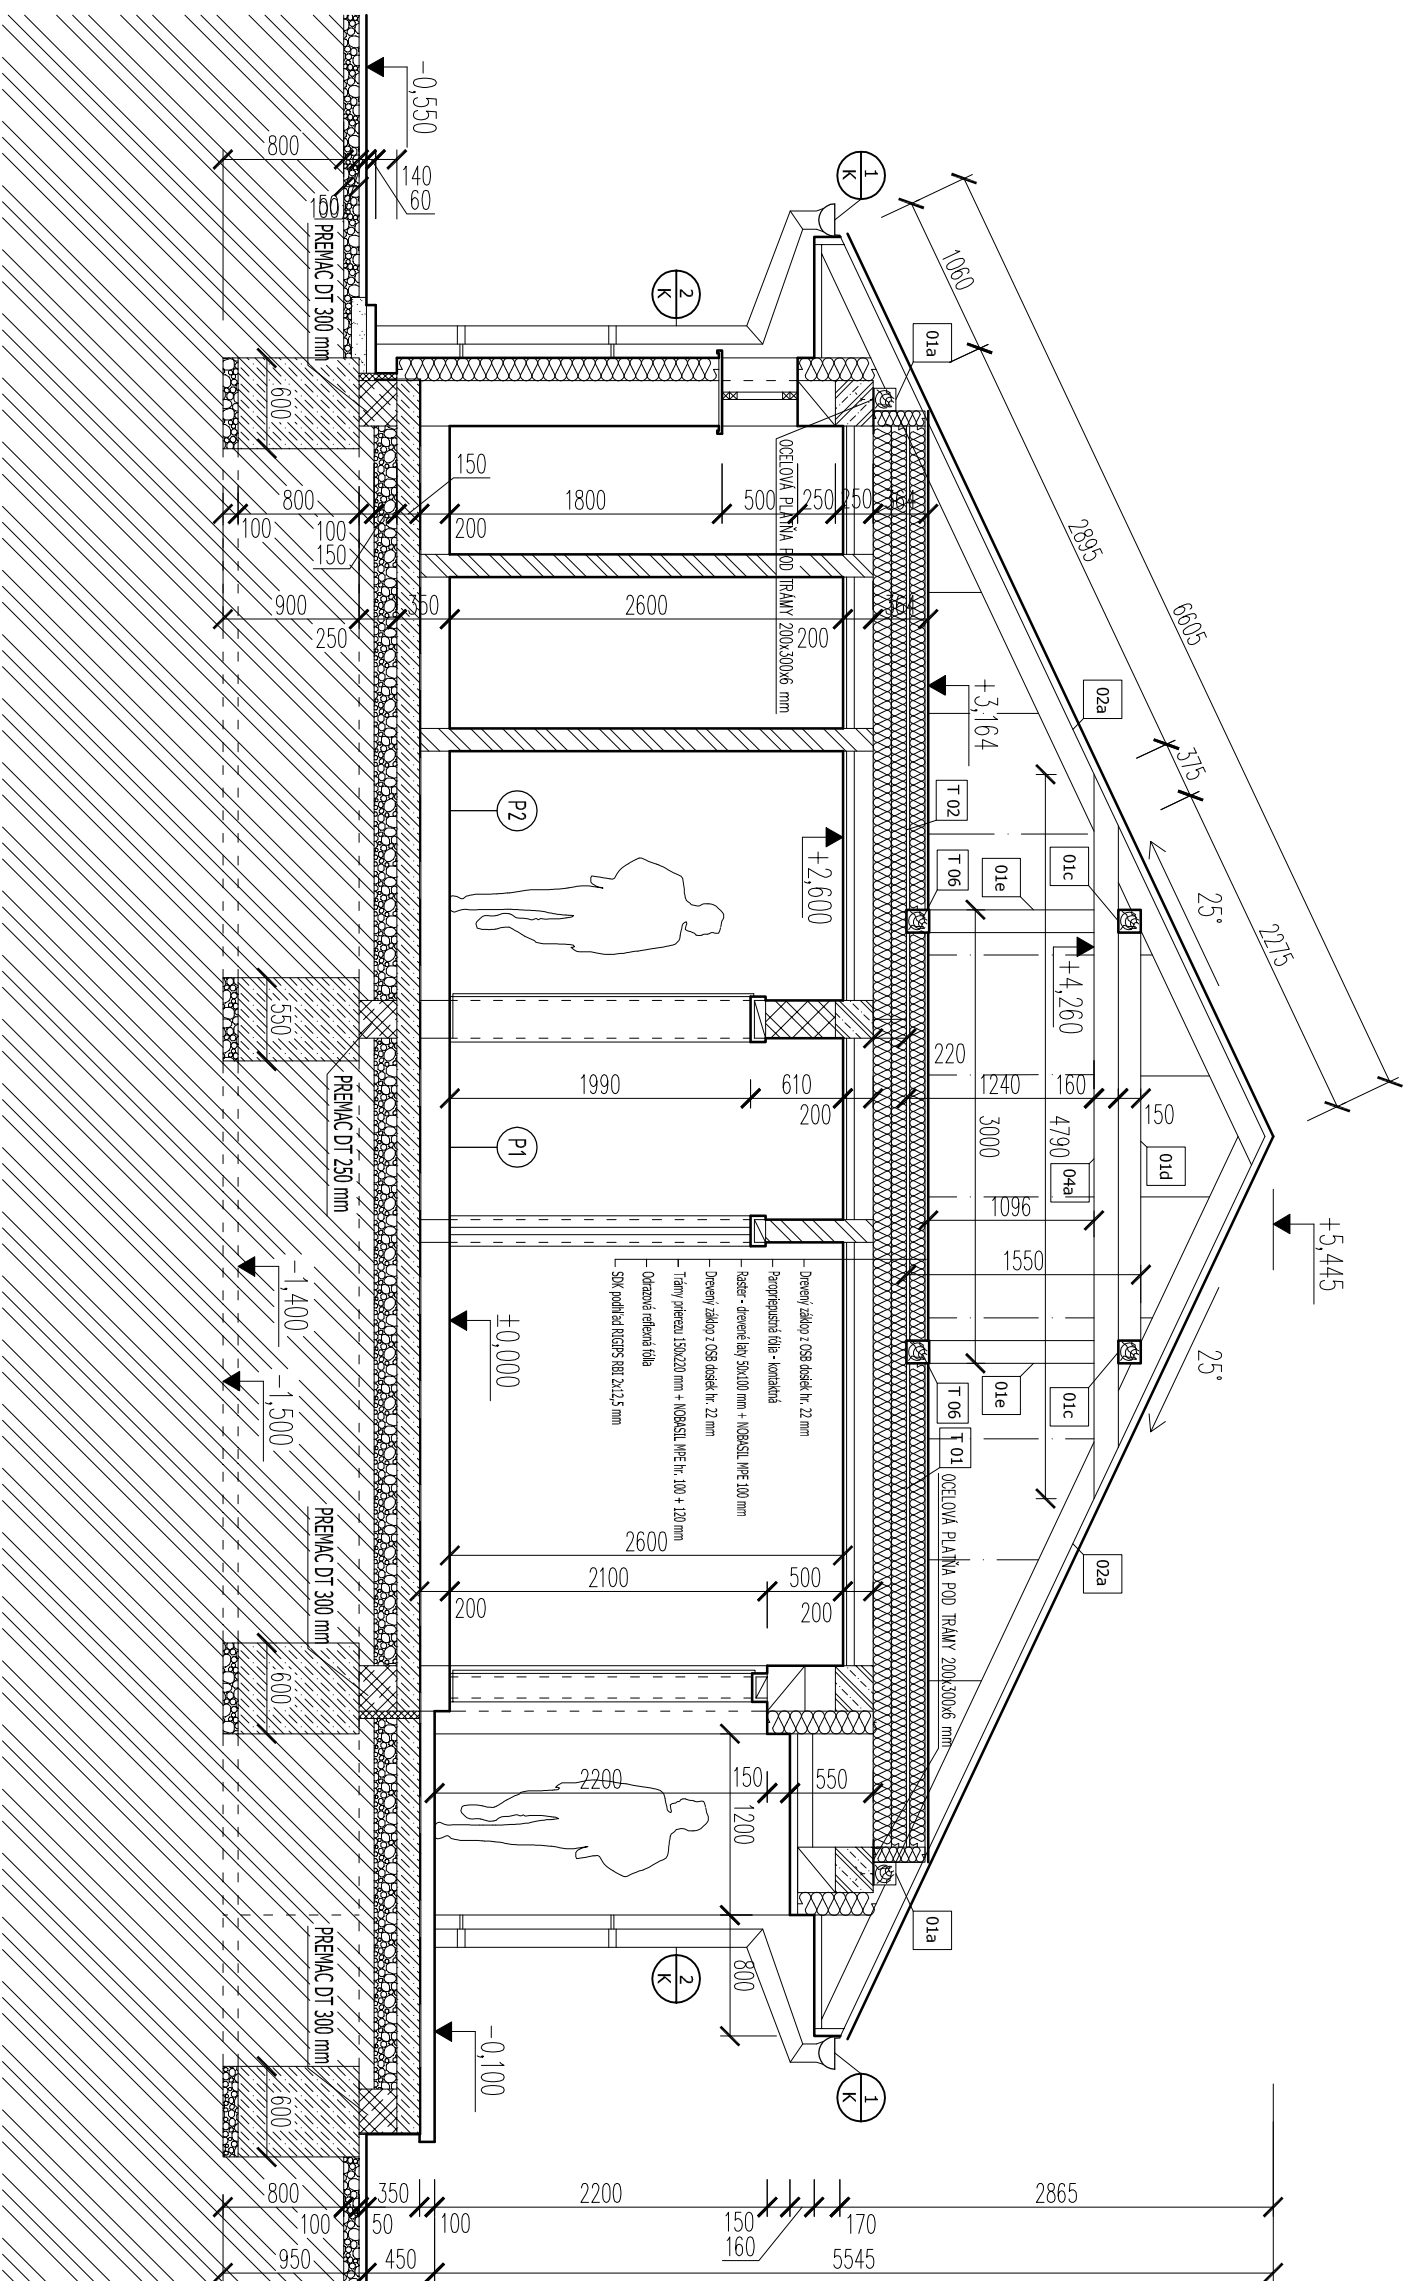 +5,445
6605
1060
2895
375
2275
25°
25°
1
K
1
K
2
K
2
K
01a
02a
01c
01e
T 06
T 02
+3,164
+4,260
+2,600
4790
3000
04a
01d
150
160
1240
220
1096
1550
01c
01e
T 06
T 01
02a
01a
OCELOVÁ PLATŇA POD TRÁMY 200x300x6 mm
OCELOVÁ PLATŇA POD TRÁMY 200x300x6 mm
Drevený záklop z OSB dosiek hr. 22 mm
Paropriepustná fólia - kontaktná
Raster - drevené laty 50x100 mm + NOBASIL MPE 100 mm
Drevený záklop z OSB dosiek hr. 22 mm
Trámy prierezu 150x220 mm + NOBASIL MPE hr. 100 + 120 mm
Odrazová reflexná fólia
SDK podhľad RIGIPS RBI 2x12,5 mm
P2
P1
±0,000
-0,550
-0,100
-1,400
-1,500
800
100
50
140
60
800
100
100
150
150
200
1800
500
250
250
364
900
250
350
2600
200
364
1990
610
200
2600
2100
500
200
200
2200
150
550
1200
800
PREMAC DT 300 mm
PREMAC DT 250 mm
PREMAC DT 300 mm
PREMAC DT 300 mm
600
550
600
600
800
100
50
350
100
2200
150
160
170
2865
950
450
5545